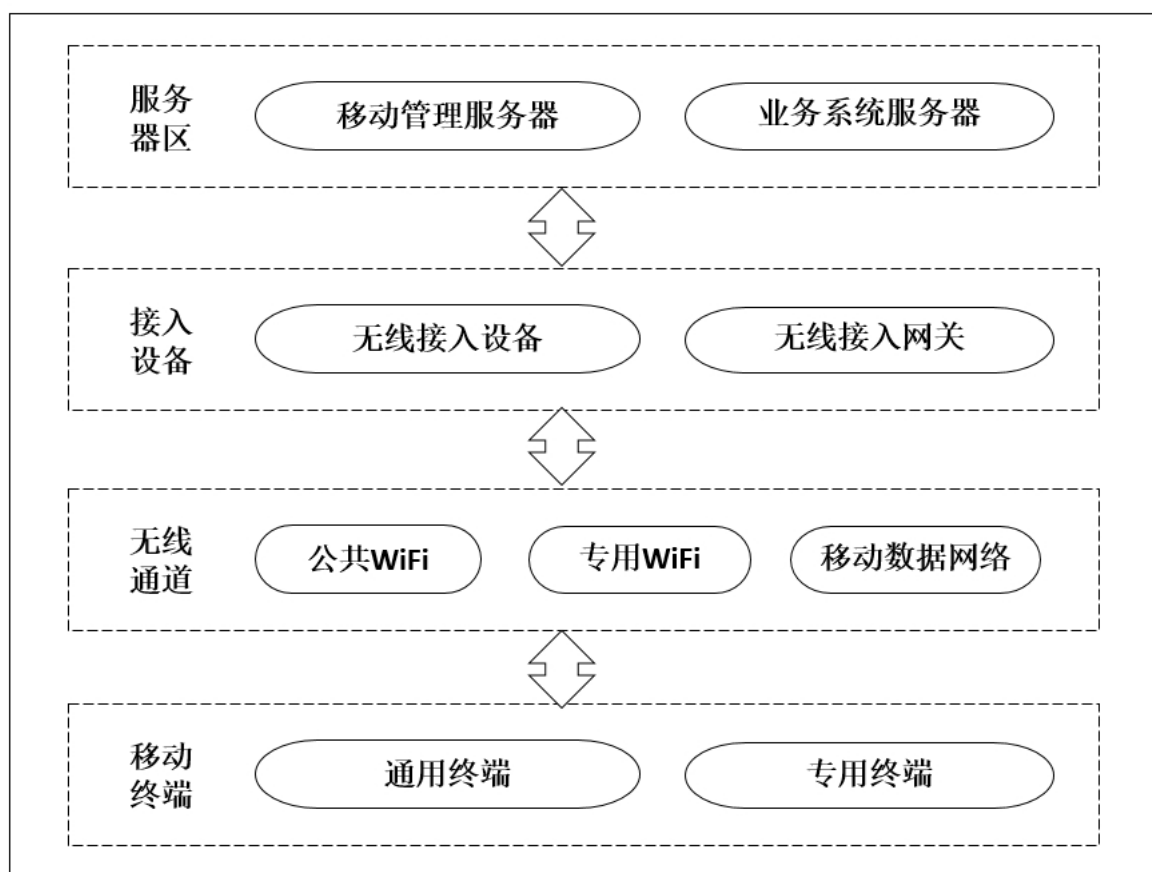 服务
器区
移动管理服务器
业务系统服务器
接入
设备
无线接入设备
无线接入网关
无线
通道
公共WiFi
专用WiFi
移动数据网络
移动
终端
通用终端
专用终端